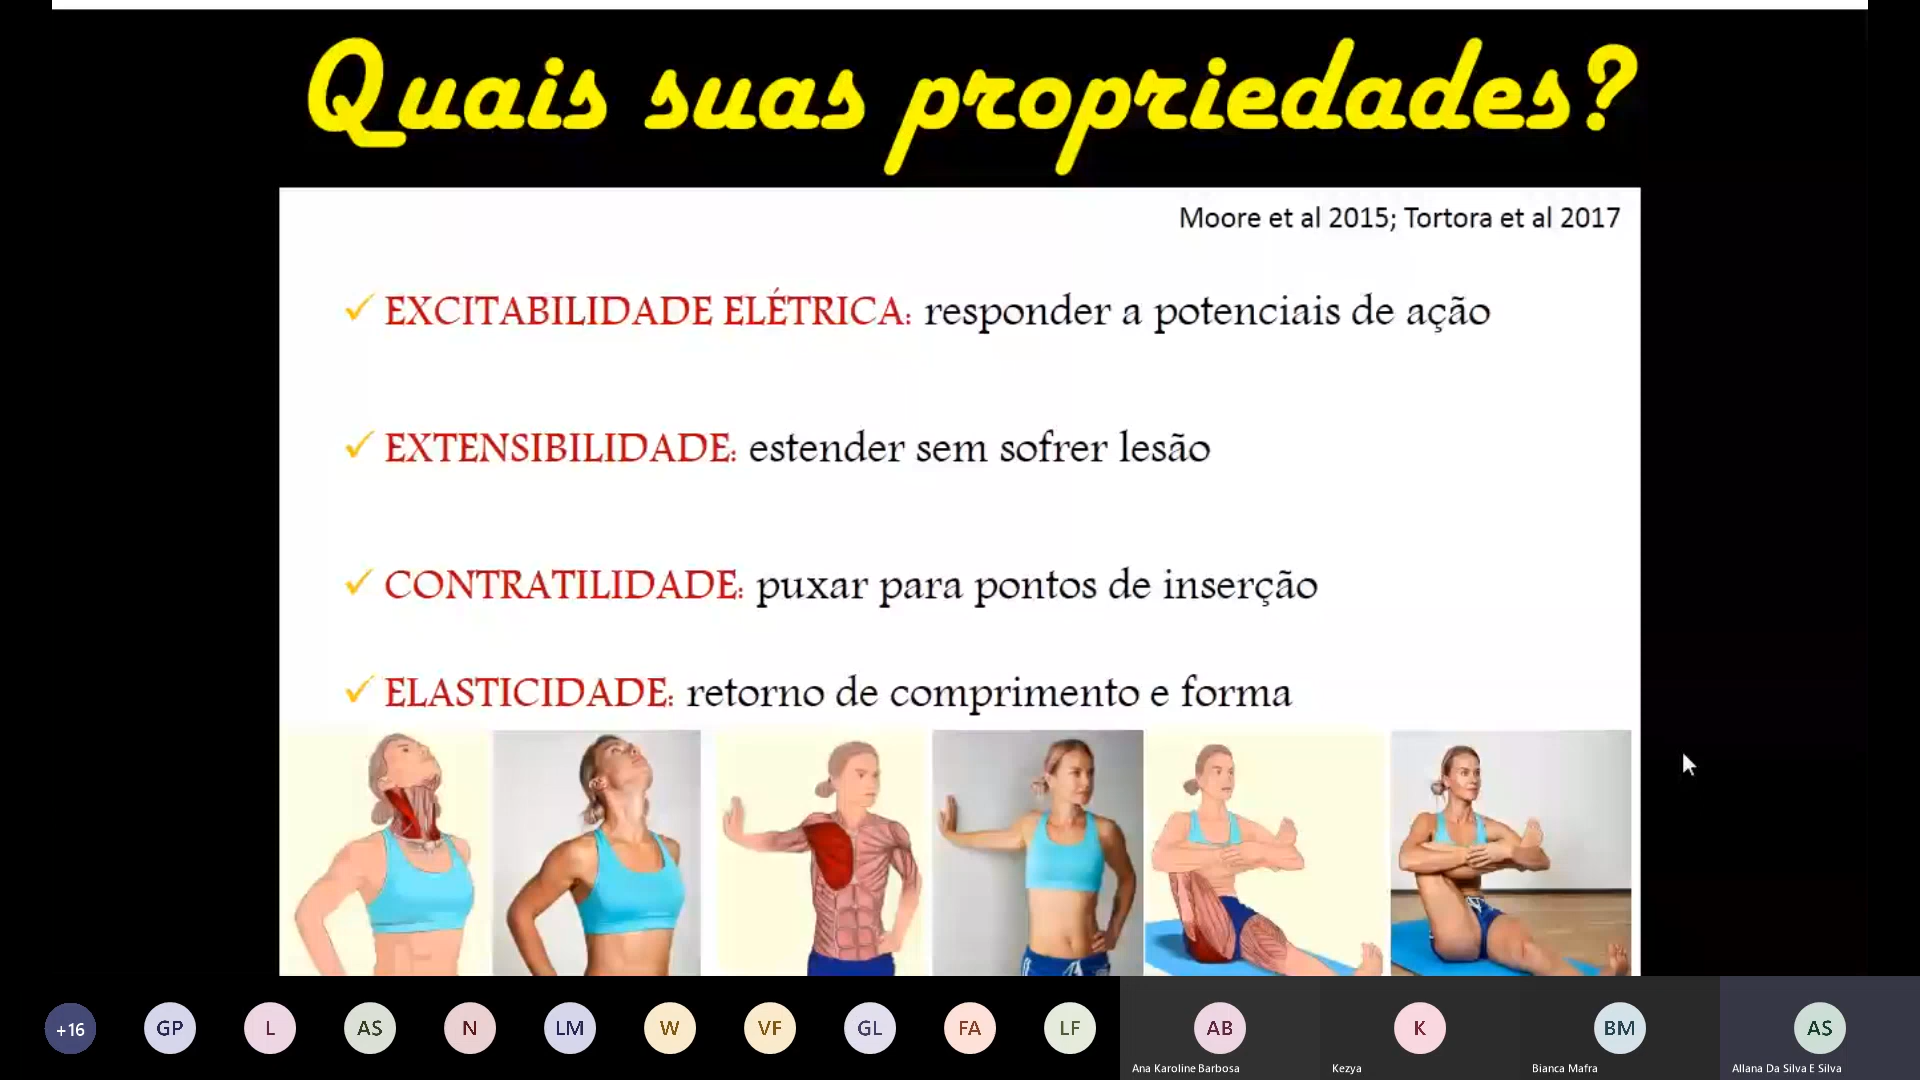 Quais suas propriedades?
Moore et al 2015; Tortora et al 2017
✓ EXCITABILIDADE ELÉTRICA: responder a potenciais de ação
✓ EXTENSIBILIDADE: estender sem sofrer lesão
✓ CONTRATILIDADE: puxar para pontos de inserção
✓ ELASTICIDADE: retorno de comprimento e forma
+16 GP L AS N LM W VF GL FA LF AB K BM AS
Ana Karoline Barbosa Kezya Bianca Mafra Allana Da Silva E Silva